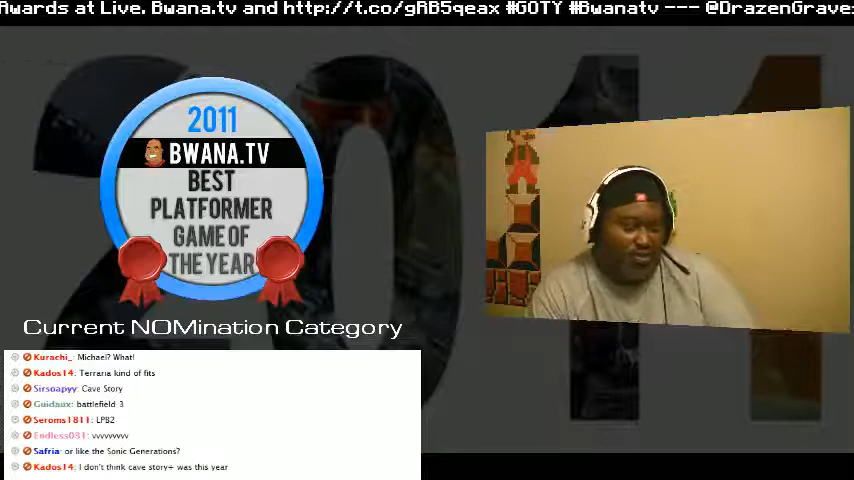 Awards at Live. Bwana.tv and http://t.co/gRB5qeax #GOTY #Bwanatv --- @DrazenGraves
2011
BWANA.TV
BEST
PLATFORMER
GAME OF
THE YEAR
Current NOMination Category
Kurachi_: Michael? What!
Kados14: Terraria kind of fits
Sirsoapyy: Cave Story
Guidaux: battlefield 3
Seroms1811: LPB2
Endless031: vvvvvvvv
Safria: or like the Sonic Generations?
Kados14: I don't think cave story+ was this year
2011